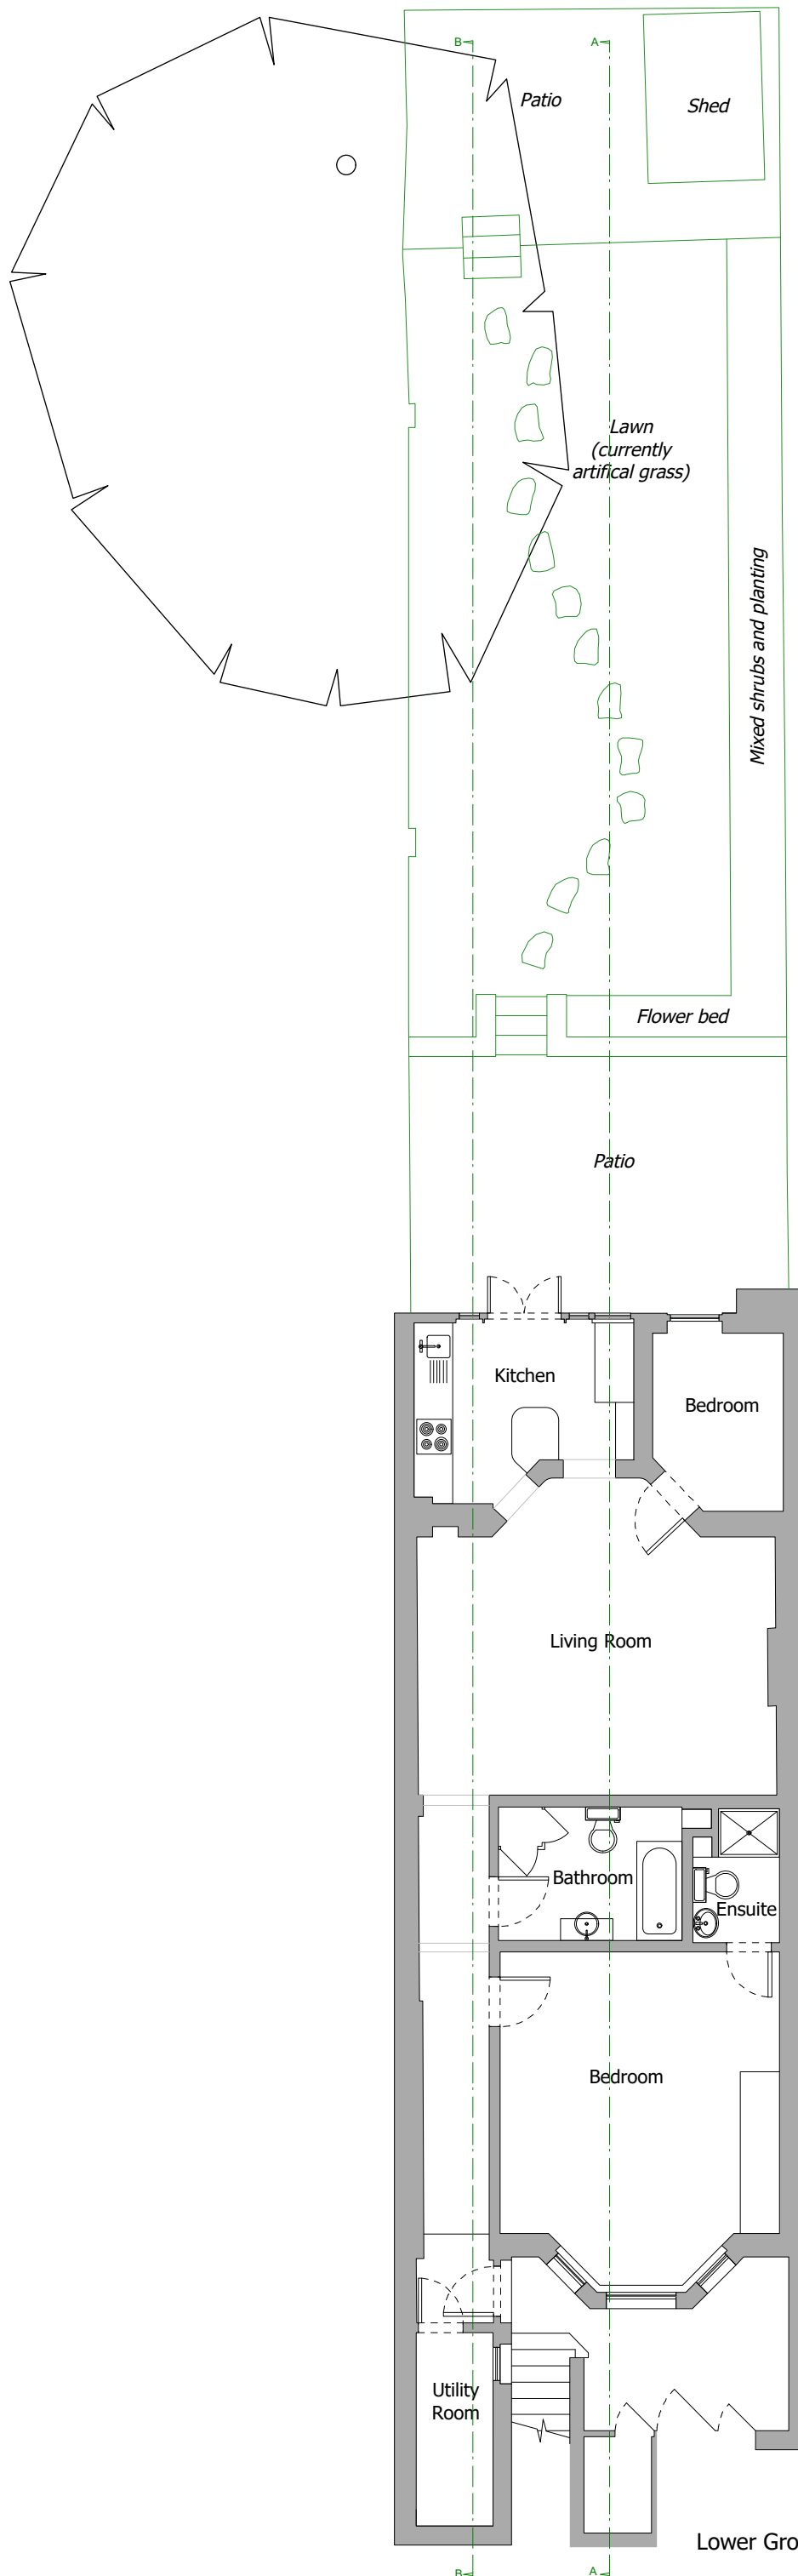 B
A
Patio
Shed
Lawn
(currently
artifical grass)
Mixed shrubs and planting
Flower bed
Patio
Kitchen
Bedroom
Living Room
Bathroom
Ensuite
Bedroom
Utility
Room
Lower Gro
B
A